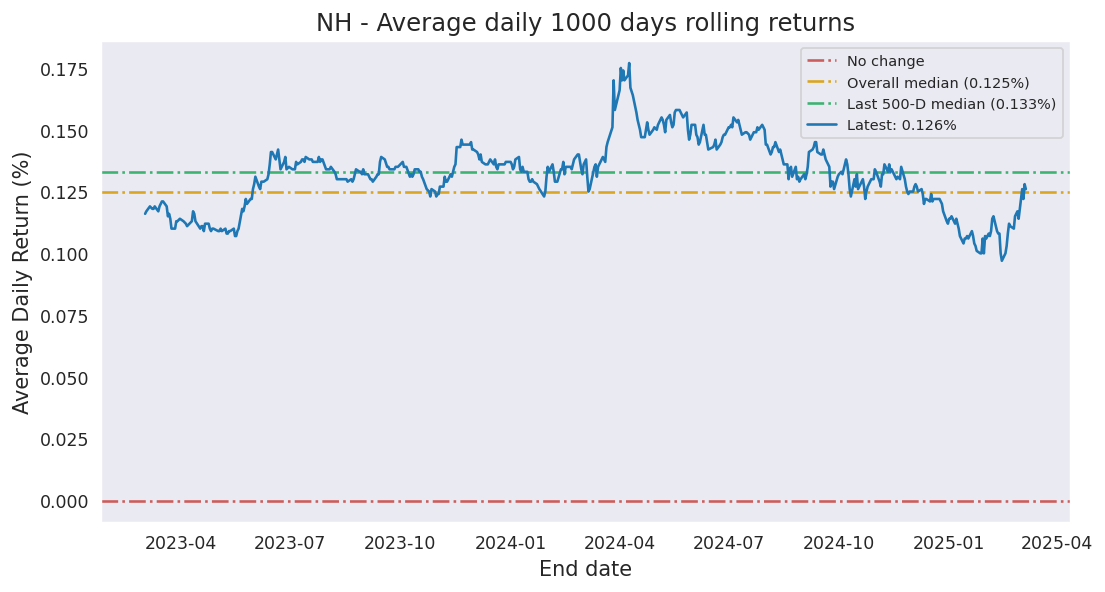 NH - Average daily 1000 days rolling returns
No change
Overall median (0.125%)
Last 500-D median (0.133%)
Latest: 0.126%
Average Daily Return (%)
0.175
0.150
0.125
0.100
0.075
0.050
0.025
0.000
2023-04 2023-07 2023-10 2024-01 2024-04 2024-07 2024-10 2025-01 2025-04
End date